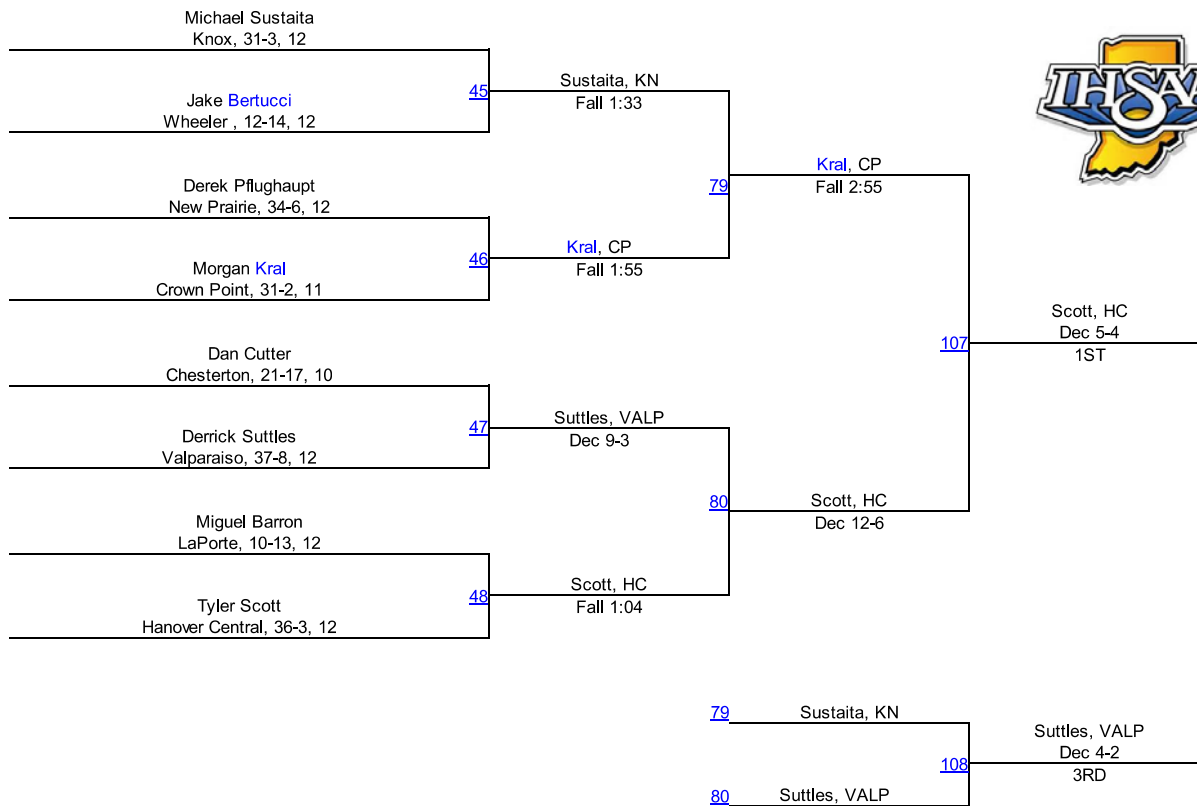 Michael Sustaita
Knox, 31-3, 12
45
Jake Bertucci
Wheeler , 12-14, 12
Sustaita, KN
Fall 1:33
IHSAA
79
Kral, CP
Fall 2:55
Derek Pflughaupt
New Prairie, 34-6, 12
46
Morgan Kral
Crown Point, 31-2, 11
Kral, CP
Fall 1:55
107
Scott, HC
Dec 5-4
1ST
Dan Cutter
Chesterton, 21-17, 10
47
Derrick Suttles
Valparaiso, 37-8, 12
Suttles, VALP
Dec 9-3
80
Scott, HC
Dec 12-6
Miguel Barron
LaPorte, 10-13, 12
48
Tyler Scott
Hanover Central, 36-3, 12
Scott, HC
Fall 1:04
79
Sustaita, KN
108
Suttles, VALP
Dec 4-2
3RD
80
Suttles, VALP